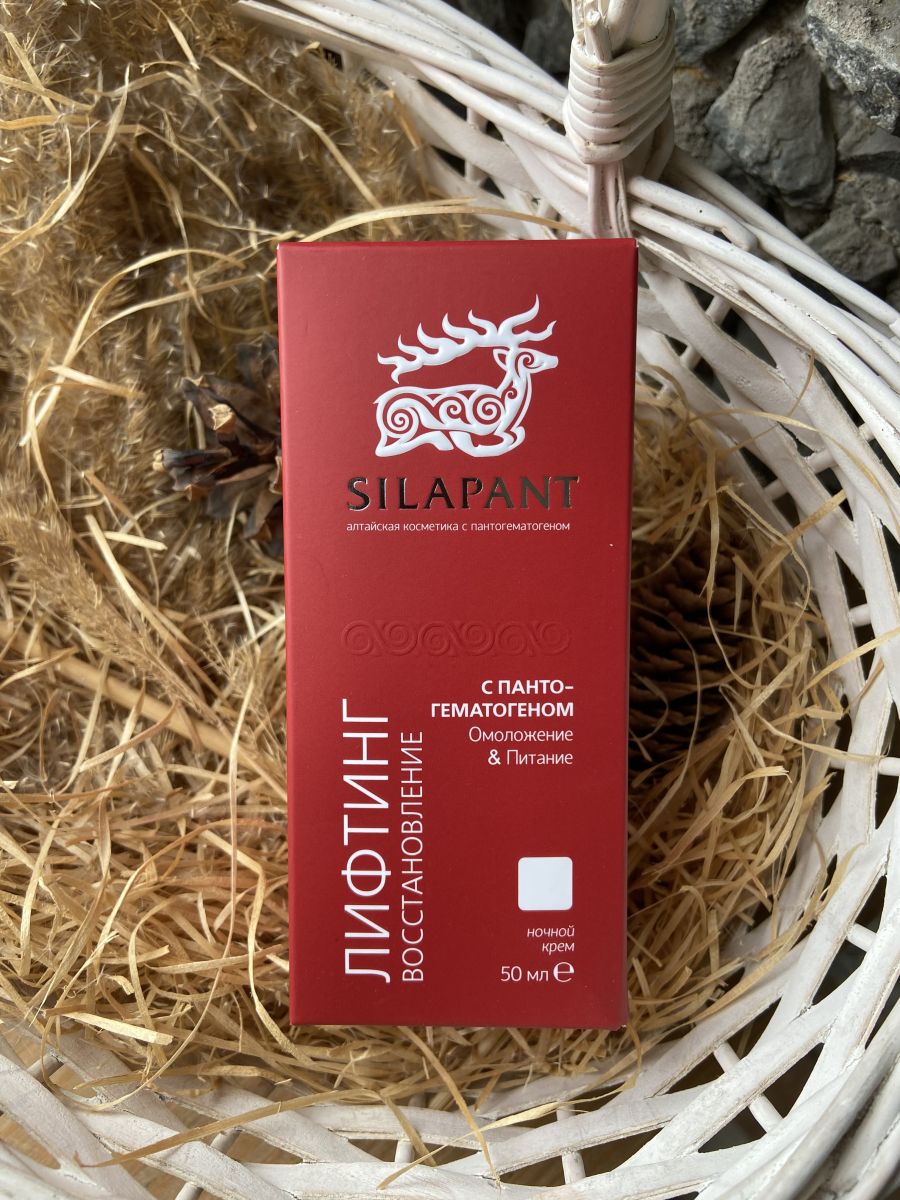 SILAPANT
алтайская косметика с пантогематогеном
С ПАНТО-
ГЕМАТОГЕНОМ
Омоложение
& Питание
ЛИФТИНГ
ВОССТАНОВЛЕНИЕ
ночной
крем
50 мл ℮